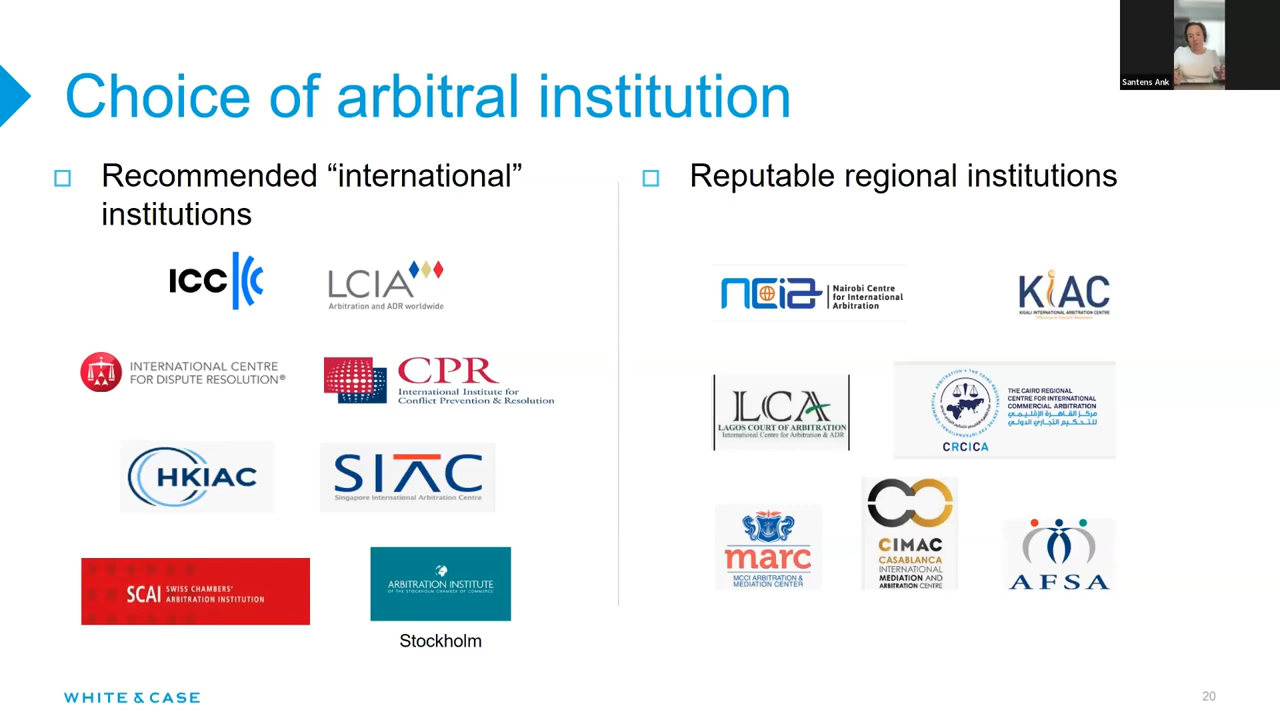 Choice of arbitral institution
Santens Ank
Recommended “international”
institutions
ICC
LCIA
Arbitration and ADR worldwide
INTERNATIONAL CENTRE
FOR DISPUTE RESOLUTION®
CPR
International Institute for
Conflict Prevention & Resolution
HKIAC
SIAC
Singapore International Arbitration Centre
SCAI SWISS CHAMBERS'
ARBITRATION INSTITUTION
ARBITRATION INSTITUTE
OF THE STOCKHOLM CHAMBER OF COMMERCE
Stockholm
Reputable regional institutions
ncia
Nairobi Centre
for International
Arbitration
KIAC
KIGALI INTERNATIONAL ARBITRATION CENTRE
LCA
LAGOS COURT OF ARBITRATION
International Centre for Arbitration & ADR
THE CAIRO REGIONAL
CENTRE FOR INTERNATIONAL
COMMERCIAL ARBITRATION
مركز القاهرة الإقليمي
للتحكيم التجاري الدولي
CRCICA
marc
MCCI ARBITRATION &
MEDIATION CENTER
CIMAC
CASABLANCA
INTERNATIONAL
MEDIATION AND
ARBITRATION CENTRE
AFSA
WHITE & CASE
20